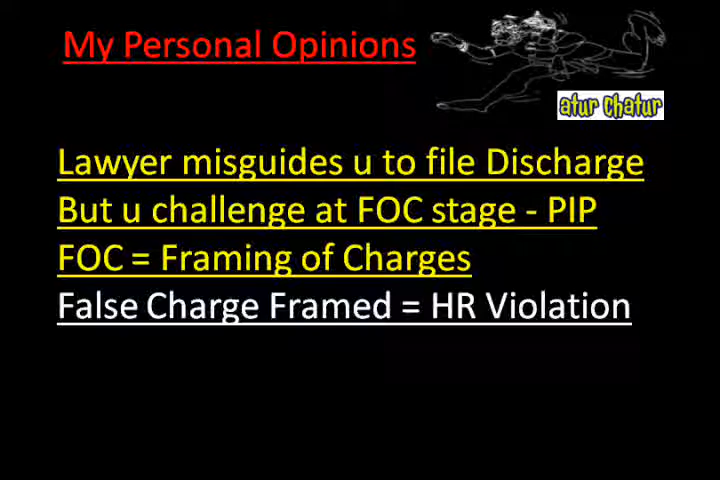 My Personal Opinions
atur chatur
Lawyer misguides u to file Discharge
But u challenge at FOC stage - PIP
FOC = Framing of Charges
False Charge Framed = HR Violation